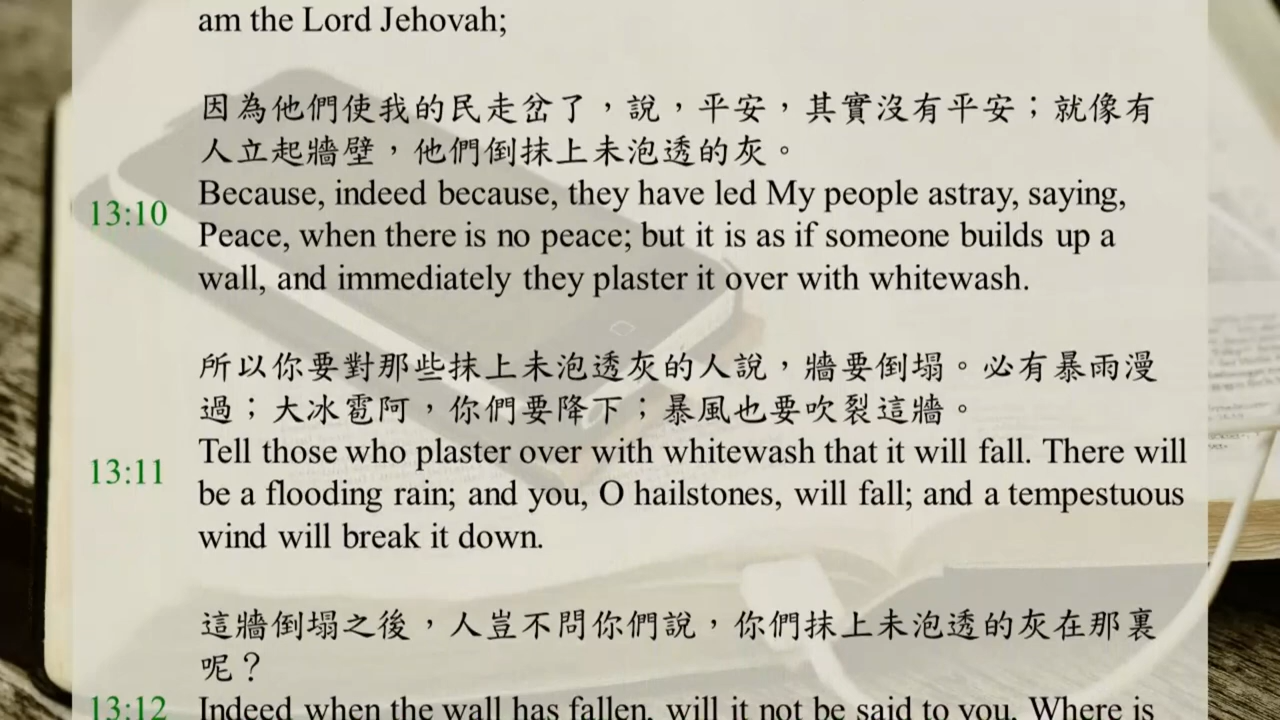 am the Lord Jehovah;
因為他們使我的民走岔了，說，平安，其實沒有平安；就像有
人立起牆壁，他們倒抹上未泡透的灰。
13:10
Because, indeed because, they have led My people astray, saying,
Peace, when there is no peace; but it is as if someone builds up a
wall, and immediately they plaster it over with whitewash.
所以你要對那些抹上未泡透灰的人說，牆要倒塌。必有暴雨漫
過；大冰雹阿，你們要降下；暴風也要吹裂這牆。
13:11
Tell those who plaster over with whitewash that it will fall. There will
be a flooding rain; and you, O hailstones, will fall; and a tempestuous
wind will break it down.
這牆倒塌之後，人豈不問你們說，你們抹上未泡透的灰在那裏
呢？
13:12
Indeed when the wall has fallen, will it not be said to you, Where is